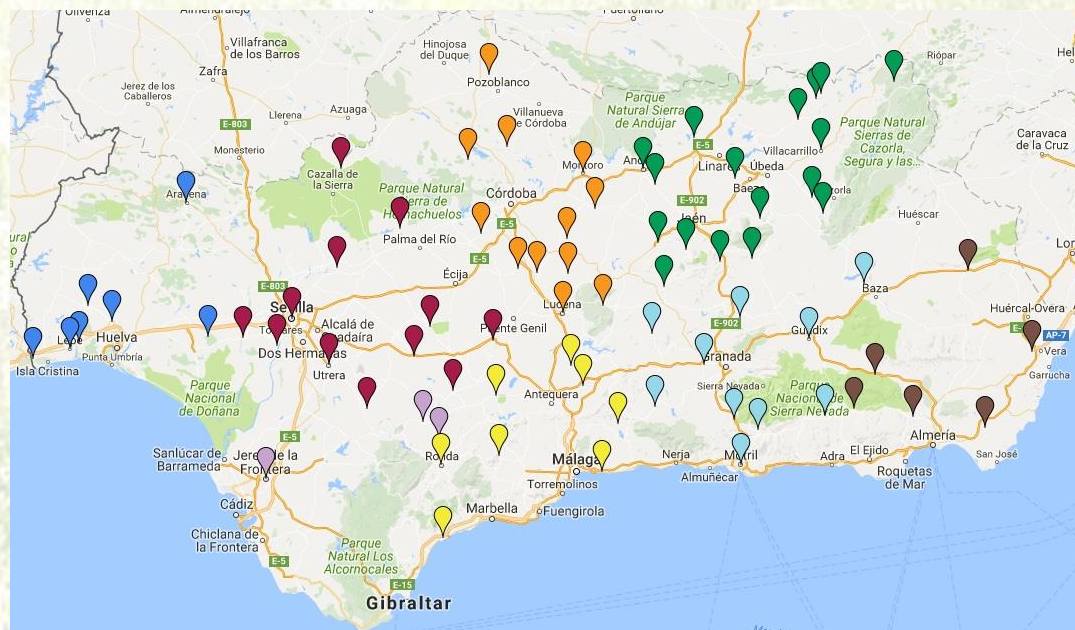 Olivenza
Almendralejo
Puertollano
Villafranca
de los Barros
Hinojosa
del Duque
Riópar
Zafra
Pozoblanco
Jerez de los
Caballeros
Llerena
Azuaga
Villanueva
de Córdoba
Parque
Natural Sierra
de Andújar
Parque Natural
Sierras de
Cazorla,
Segura y las...
Caravaca
de la Cruz
E-803
Monesterio
E-5
Villacarrillo
Montoro
Linares
Úbeda
Baeza
Cazalla de
la Sierra
Aracena
Parque Natural
Sierra de
Hornachuelos
Córdoba
E-902
Jaén
Huéscar
E-5
Palma del Río
E-5
Écija
Baza
E-803
Sevilla
Lucena
Huércal-Overa
Huelva
Lepe
Punta Umbría
Isla Cristina
Alcalá de
Guadaíra
Dos Hermanas
Utrera
Puente Genil
E-902
Guadix
Granada
AP-7
Vera
Garrucha
Parque
Nacional
de Doñana
Antequera
Sierra Nevada
Parque
Nacional de
Sierra Nevada
E-5
Sanlúcar de
Barrameda
Jerez de la
Frontera
Ronda
Málaga
Nerja
Motril
Almuñécar
Adra
El Ejido
Almería
Roquetas
de Mar
San José
Torremolinos
Cádiz
Marbella
Fuengirola
Chiclana de
la Frontera
Parque
Natural Los
Alcornocales
E-5
E-15
Gibraltar